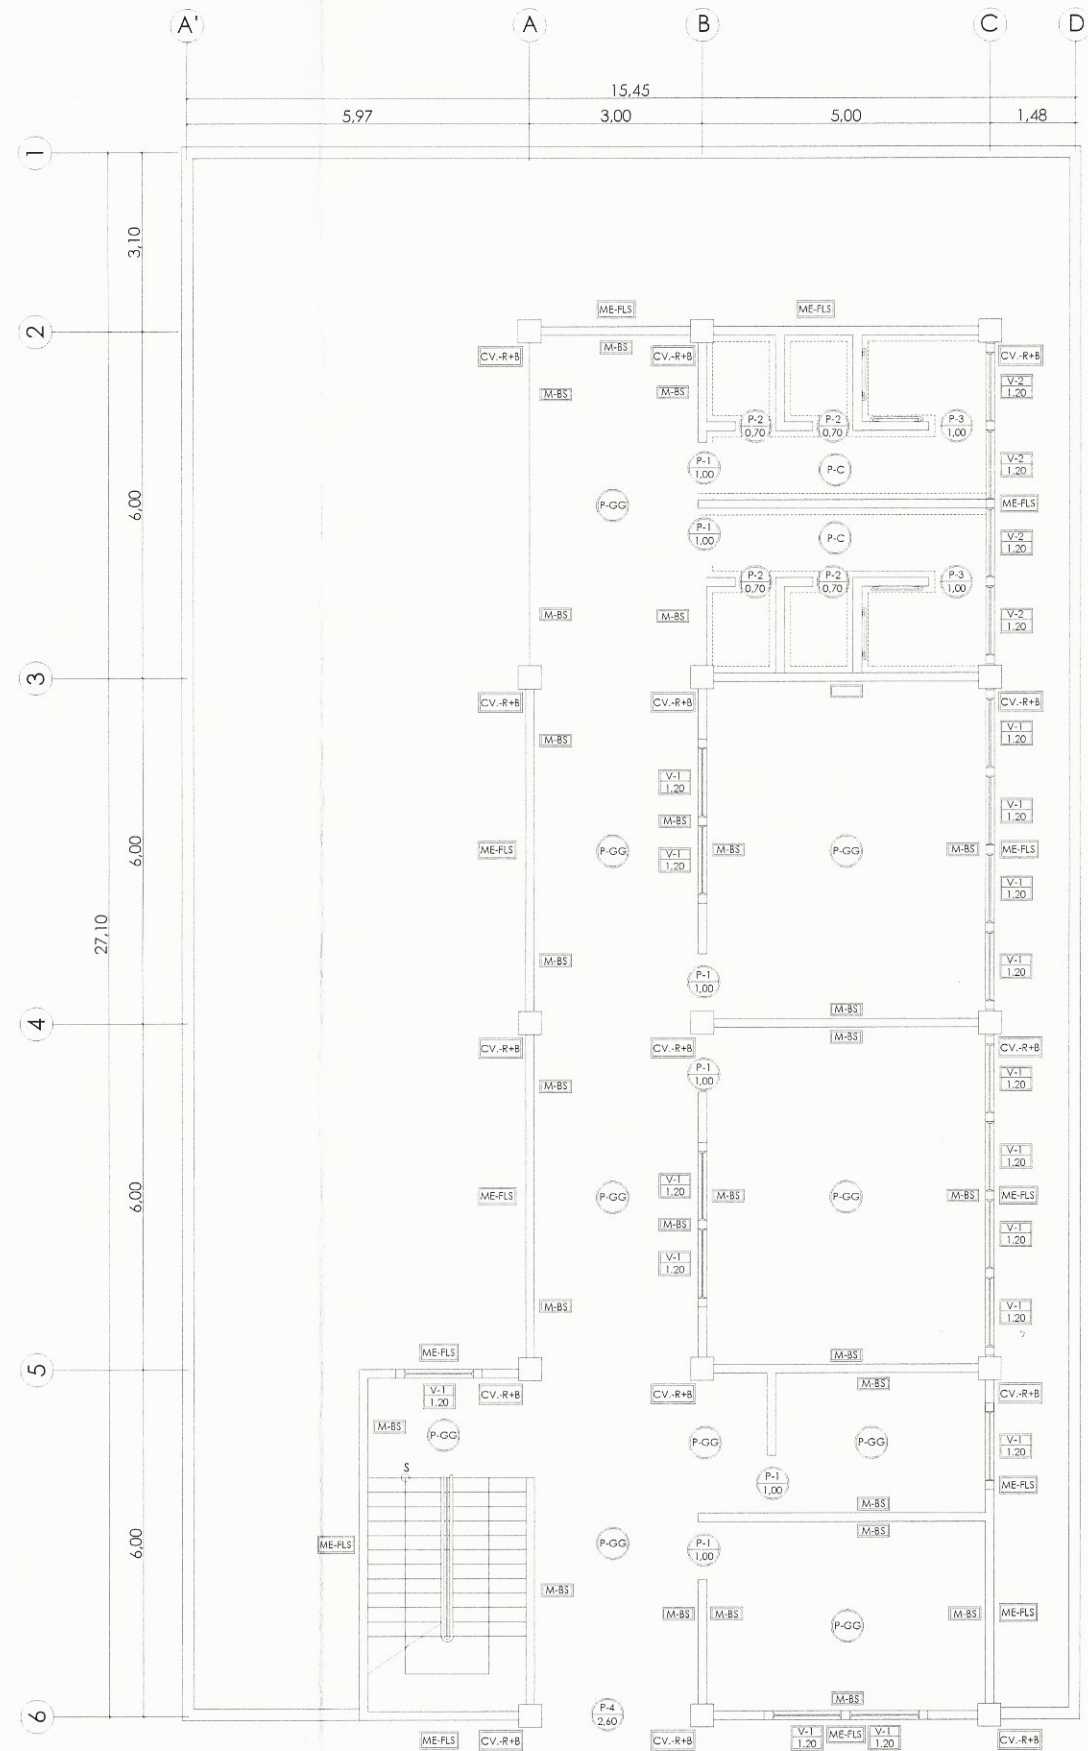 A' A B C D
15,45
5,97 3,00 5,00 1,48
1
3,10
ME-FLS ME-FLS
2
M-BS
CV.-R+B CV.-R+B CV.-R+B
M-BS M-BS V-2 1,20
P-2 0,70 P-2 0,70 P-3 1,00
P-1 1,00 P-C V-2 1,20
6,00 P-GG ME-FLS
P-1 1,00 P-C V-2 1,20
P-2 0,70 P-2 0,70 P-3 1,00
M-BS M-BS V-2 1,20
3
CV.-R+B CV.-R+B CV.-R+B
M-BS V-1 1,20
V-1 1,20
M-BS V-1 1,20
6,00 ME-FLS P-GG V-1 1,20 M-BS P-GG M-BS ME-FLS
V-1 1,20
27,10
M-BS V-1 1,20
P-1 1,00
M-BS
4
M-BS
CV.-R+B CV.-R+B CV.-R+B
M-BS P-1 1,00 V-1 1,20
V-1 1,20
6,00 ME-FLS P-GG V-1 1,20 M-BS P-GG M-BS ME-FLS
M-BS
V-1 1,20 V-1 1,20
M-BS V-1 1,20
ME-FLS M-BS
5
M-BS
V-1 1,20 CV.-R+B CV.-R+B CV.-R+B
M-BS
P-GG P-GG P-GG V-1 1,20
S
P-1 1,00 ME-FLS
M-BS
M-BS
6,00 ME-FLS P-GG P-1 1,00
M-BS
M-BS M-BS M-BS ME-FLS
P-GG
M-BS
6
P-4 2,60
ME-FLS CV.-R+B CV.-R+B V-1 1,20 ME-FLS V-1 1,20 CV.-R+B